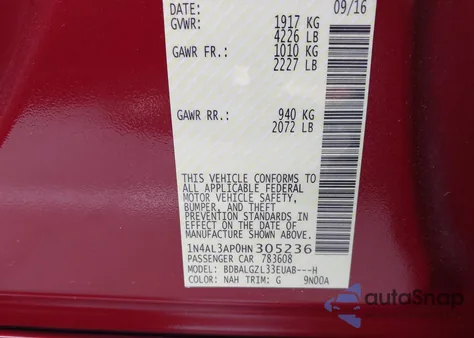 DATE: 09/16
GVWR: 1917 KG
4226 LB
GAWR FR.: 1010 KG
2227 LB
GAWR RR.: 940 KG
2072 LB
THIS VEHICLE CONFORMS TO
ALL APPLICABLE FEDERAL
MOTOR VEHICLE SAFETY,
BUMPER, AND THEFT
PREVENTION STANDARDS IN
EFFECT ON THE DATE OF
MANUFACTURE SHOWN ABOVE.
1N4AL3AP0HN305236
PASSENGER CAR 783608
MODEL: BDBALGZL33EUAB---H
COLOR: NAH TRIM: G 9N00A
autoSnap